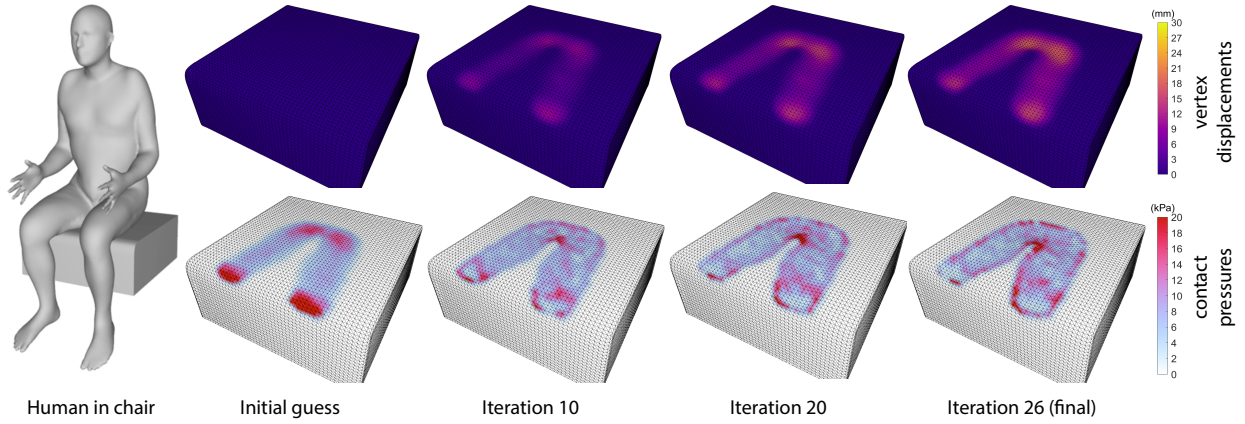 (mm)
30
27
24
21
18
15
12
9
6
3
0
vertex
displacements
(kPa)
20
18
16
14
12
10
8
6
4
2
0
contact
pressures
Human in chair
Initial guess
Iteration 10
Iteration 20
Iteration 26 (final)